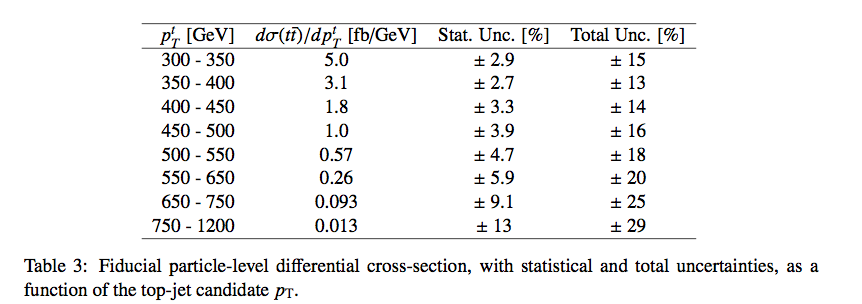 p_T^t [GeV] dσ(tt̄)/dp_T^t [fb/GeV] Stat. Unc. [%] Total Unc. [%]
300 - 350 5.0 ± 2.9 ± 15
350 - 400 3.1 ± 2.7 ± 13
400 - 450 1.8 ± 3.3 ± 14
450 - 500 1.0 ± 3.9 ± 16
500 - 550 0.57 ± 4.7 ± 18
550 - 650 0.26 ± 5.9 ± 20
650 - 750 0.093 ± 9.1 ± 25
750 - 1200 0.013 ± 13 ± 29
Table 3: Fiducial particle-level differential cross-section, with statistical and total uncertainties, as a
function of the top-jet candidate p_T.